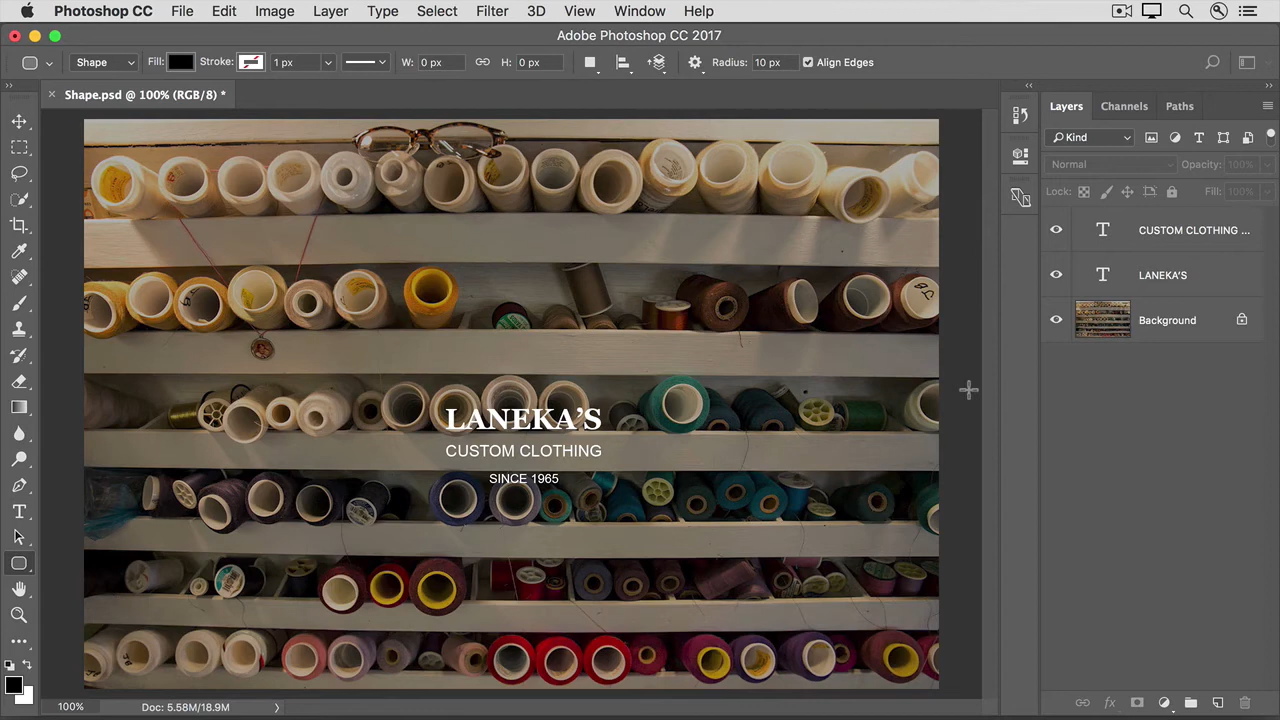 Photoshop CC File Edit Image Layer Type Select Filter 3D View Window Help
Adobe Photoshop CC 2017
Shape Fill: Stroke: 1 px W: 0 px H: 0 px Radius: 10 px Align Edges
Shape.psd @ 100% (RGB/8) *
Layers Channels Paths
Kind
Normal Opacity: 100%
Lock: Fill: 100%
CUSTOM CLOTHING ...
LANEKA'S
Background
LANEKA'S
CUSTOM CLOTHING
SINCE 1965
100% Doc: 5.58M/18.9M